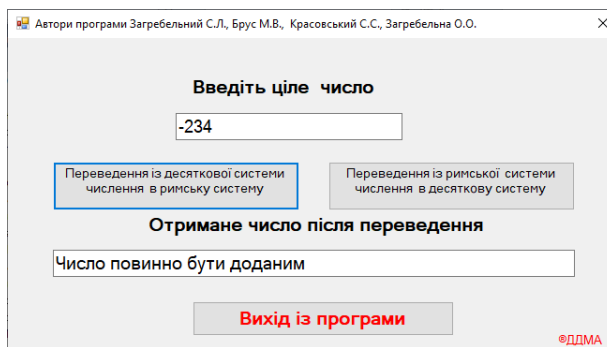 Автори програми Загребельний С.Л., Брус М.В., Красовський С.С., Загребельна О.О.
Введіть ціле число
-234
Переведення із десяткової системи
числення в римську систему
Переведення із римської системи
числення в десяткову систему
Отримане число після переведення
Число повинно бути доданим
Вихід із програми
®ДДМА